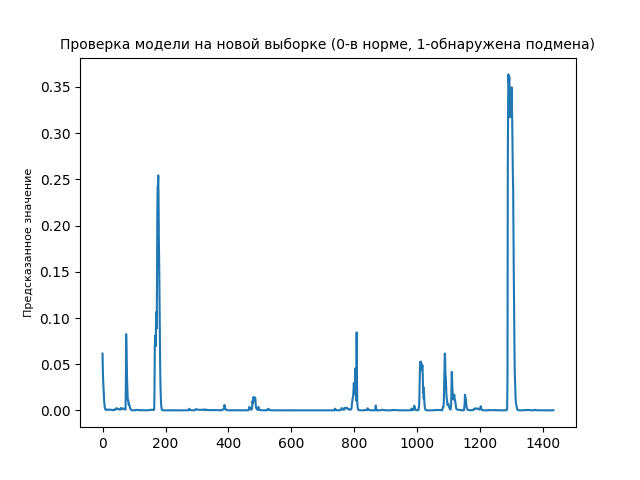 Проверка модели на новой выборке (0-в норме, 1-обнаружена подмена)
Предсказанное значение
0.35
0.30
0.25
0.20
0.15
0.10
0.05
0.00
0 200 400 600 800 1000 1200 1400